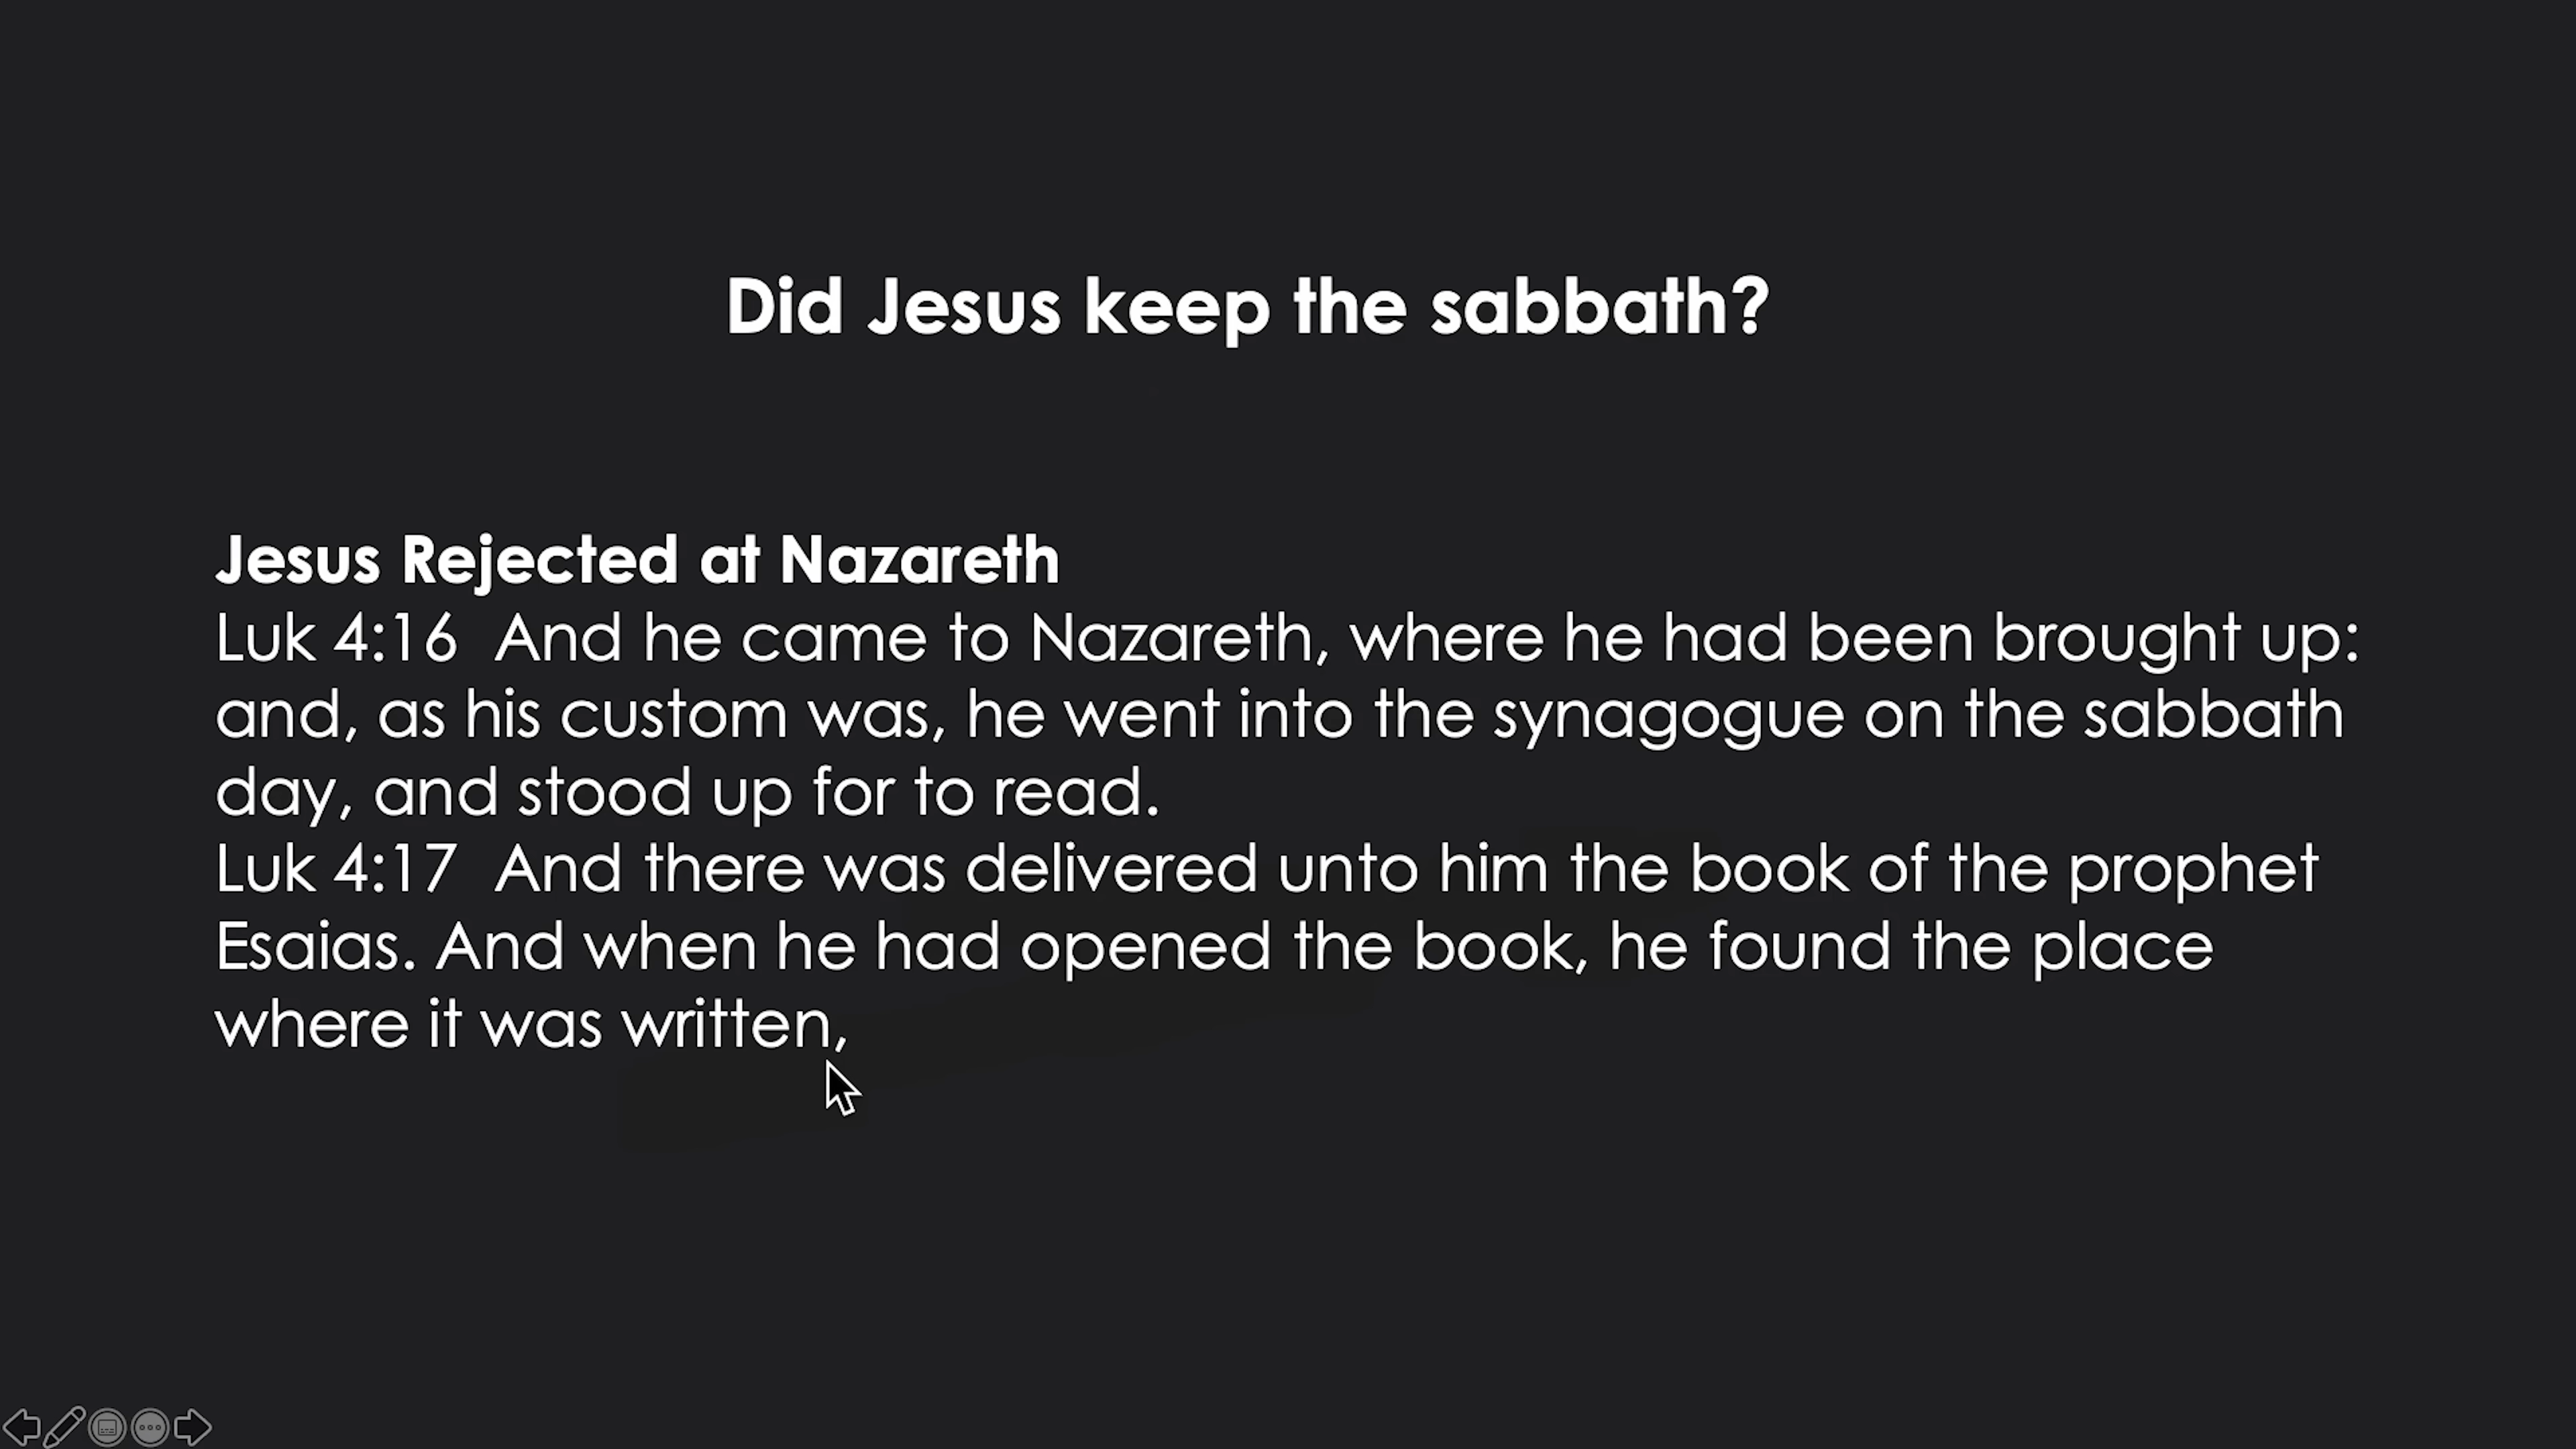 Did Jesus keep the sabbath?
Jesus Rejected at Nazareth
Luk 4:16  And he came to Nazareth, where he had been brought up:
and, as his custom was, he went into the synagogue on the sabbath
day, and stood up for to read.
Luk 4:17  And there was delivered unto him the book of the prophet
Esaias. And when he had opened the book, he found the place
where it was written,